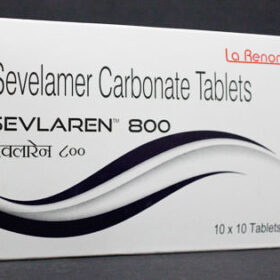 La Renon
Sevelamer Carbonate Tablets
SEVLAREN™ 800
सेवलारेन ८००
10 x 10 Tablets